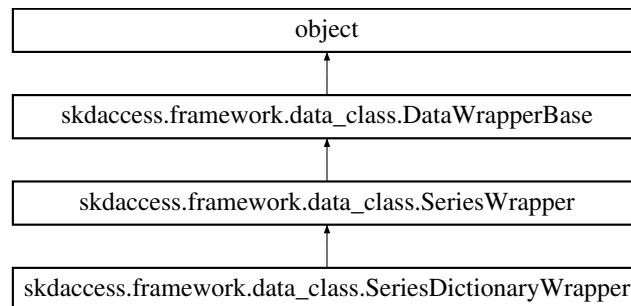 object
skdaccess.framework.data_class.DataWrapperBase
skdaccess.framework.data_class.SeriesWrapper
skdaccess.framework.data_class.SeriesDictionaryWrapper